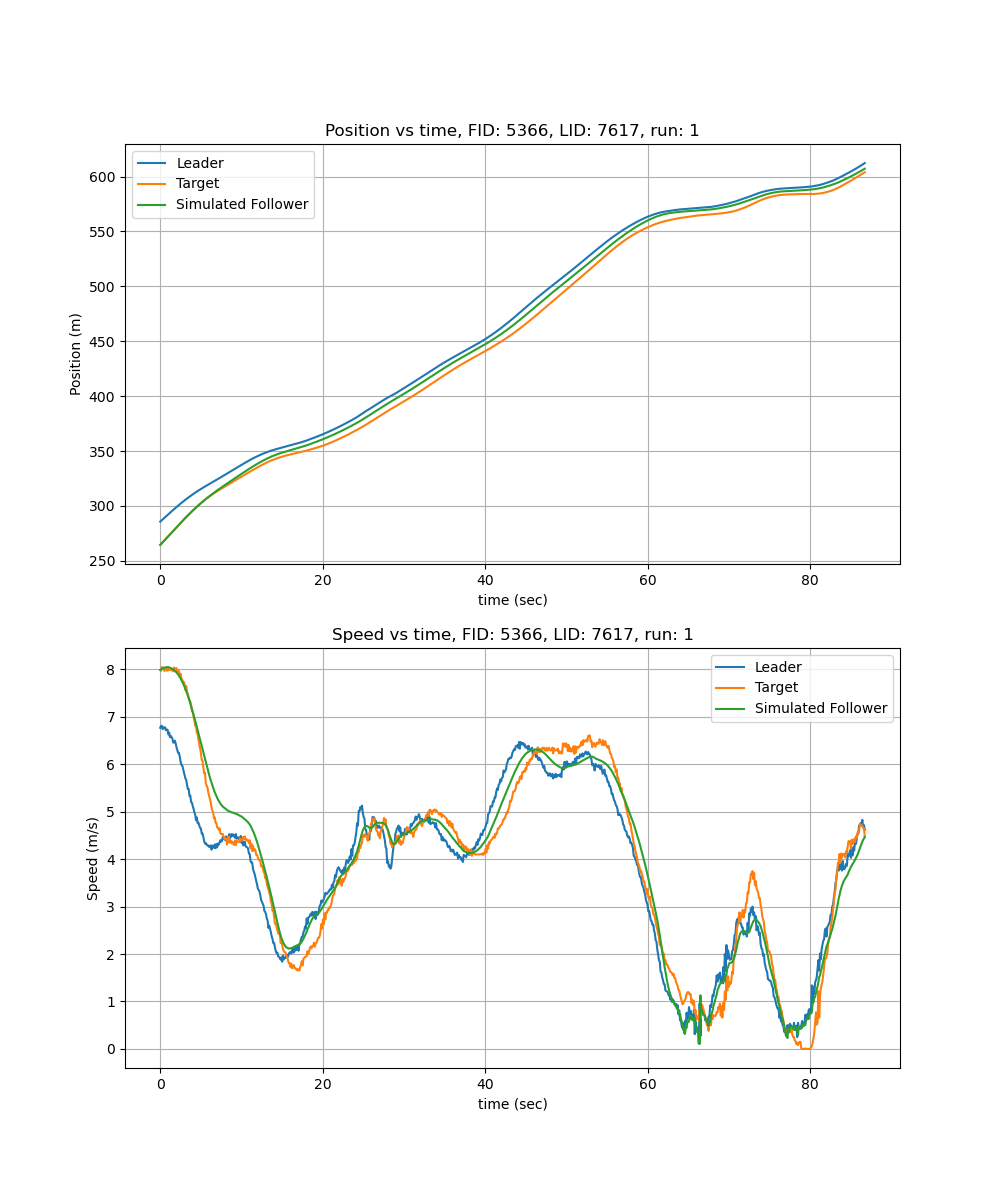 Position vs time, FID: 5366, LID: 7617, run: 1
Leader
Target
Simulated Follower
600
550
500
450
400
350
300
250
Position (m)
0 20 40 60 80
time (sec)
Speed vs time, FID: 5366, LID: 7617, run: 1
Leader
Target
Simulated Follower
8
7
6
5
4
3
2
1
0
Speed (m/s)
0 20 40 60 80
time (sec)